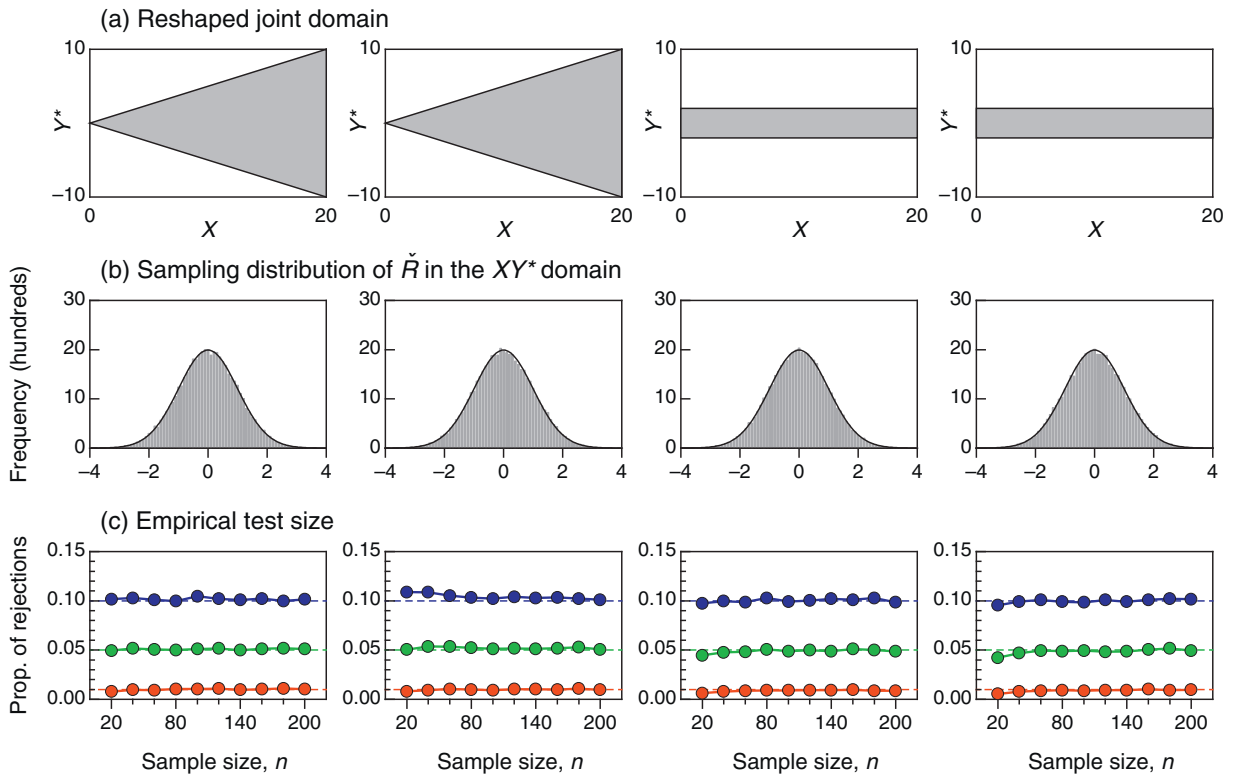 (a) Reshaped joint domain
10 10 10 10
Y* Y* Y* Y*
−10 −10 −10 −10
0 20 0 20 0 20 0 20
X X X X
(b) Sampling distribution of Ř in the XY* domain
Frequency (hundreds)
30 30 30 30
20 20 20 20
10 10 10 10
0 0 0 0
−4 −2 0 2 4 −4 −2 0 2 4 −4 −2 0 2 4 −4 −2 0 2 4
(c) Empirical test size
Prop. of rejections
0.15 0.15 0.15 0.15
0.10 0.10 0.10 0.10
0.05 0.05 0.05 0.05
0.00 0.00 0.00 0.00
20 80 140 200 20 80 140 200 20 80 140 200 20 80 140 200
Sample size, n Sample size, n Sample size, n Sample size, n